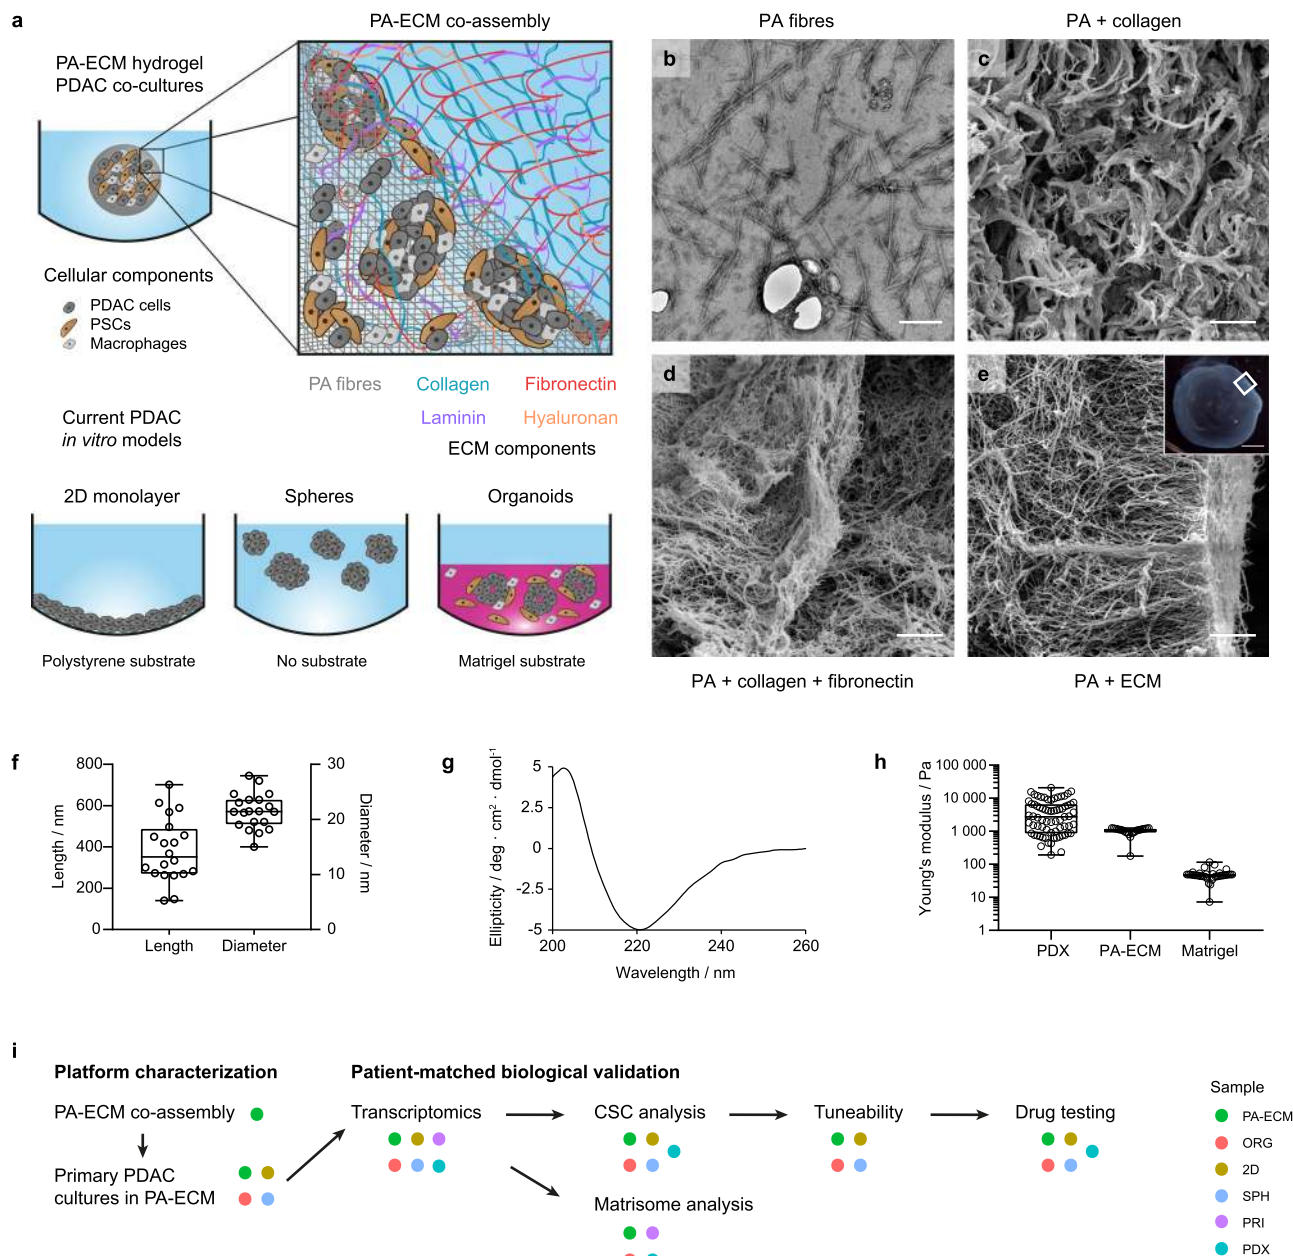 a
PA-ECM co-assembly
PA-ECM hydrogel
PDAC co-cultures
Cellular components
PDAC cells
PSCs
Macrophages
PA fibres
Collagen
Fibronectin
Laminin
Hyaluronan
ECM components
Current PDAC
in vitro models
2D monolayer
Spheres
Organoids
Polystyrene substrate
No substrate
Matrigel substrate
PA fibres
PA + collagen
b
c
d
e
PA + collagen + fibronectin
PA + ECM
f
Length / nm
800
600
400
200
0
30
20
10
0
Diameter / nm
Length
Diameter
g
Ellipticity / deg · cm² · dmol⁻¹
5
2.5
0
-2.5
-5
200
220
240
260
Wavelength / nm
h
Young's modulus / Pa
100 000
10 000
1 000
100
10
1
PDX
PA-ECM
Matrigel
i
Platform characterization
PA-ECM co-assembly
Primary PDAC
cultures in PA-ECM
Patient-matched biological validation
Transcriptomics
CSC analysis
Tuneability
Drug testing
Matrisome analysis
Sample
PA-ECM
ORG
2D
SPH
PRI
PDX